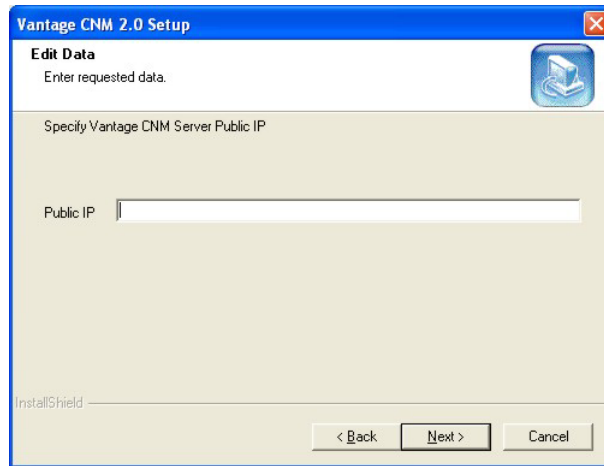 Vantage CNM 2.0 Setup
Edit Data
Enter requested data.
Specify Vantage CNM Server Public IP
Public IP
InstallShield
< Back Next > Cancel